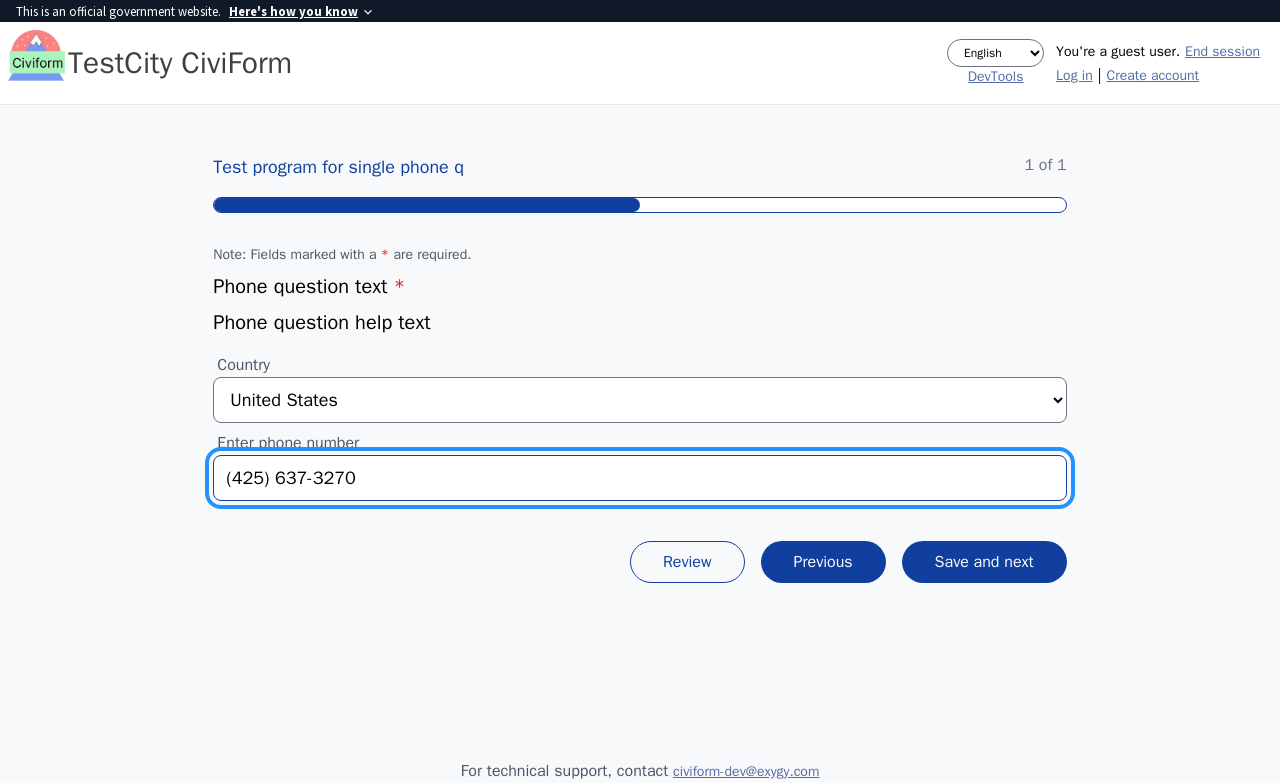 This is an official government website. Here's how you know
Civiform
TestCity CiviForm
English
DevTools
You're a guest user. End session
Log in | Create account
Test program for single phone q
1 of 1
Note: Fields marked with a * are required.
Phone question text *
Phone question help text
Country
United States
Enter phone number
(425) 637-3270
Review
Previous
Save and next
For technical support, contact civiform-dev@exygy.com